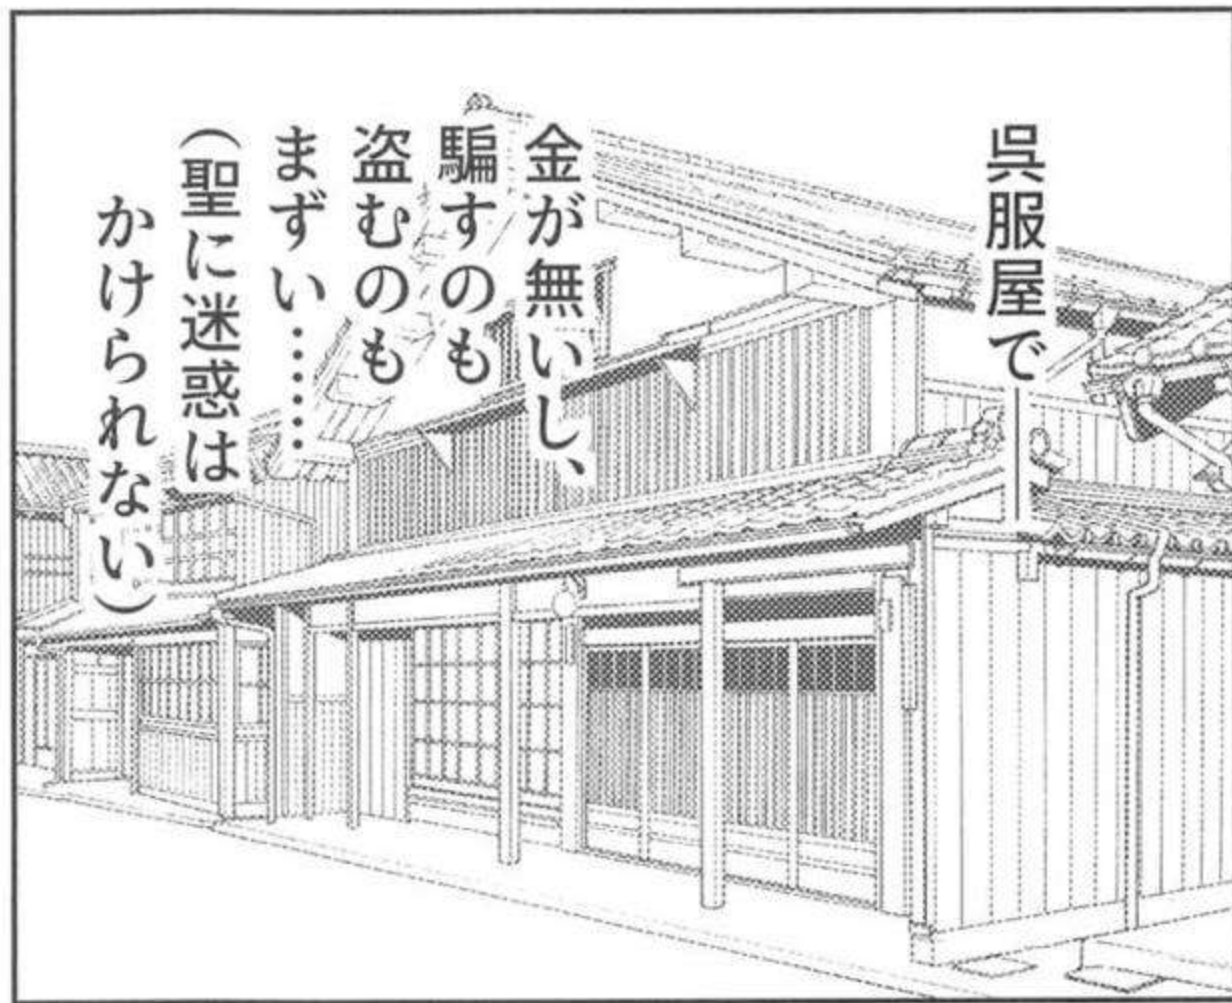 呉服屋で――
金が無いし、
騙すのも
盗むのも
まずい……
(聖に迷惑は
かけられない)